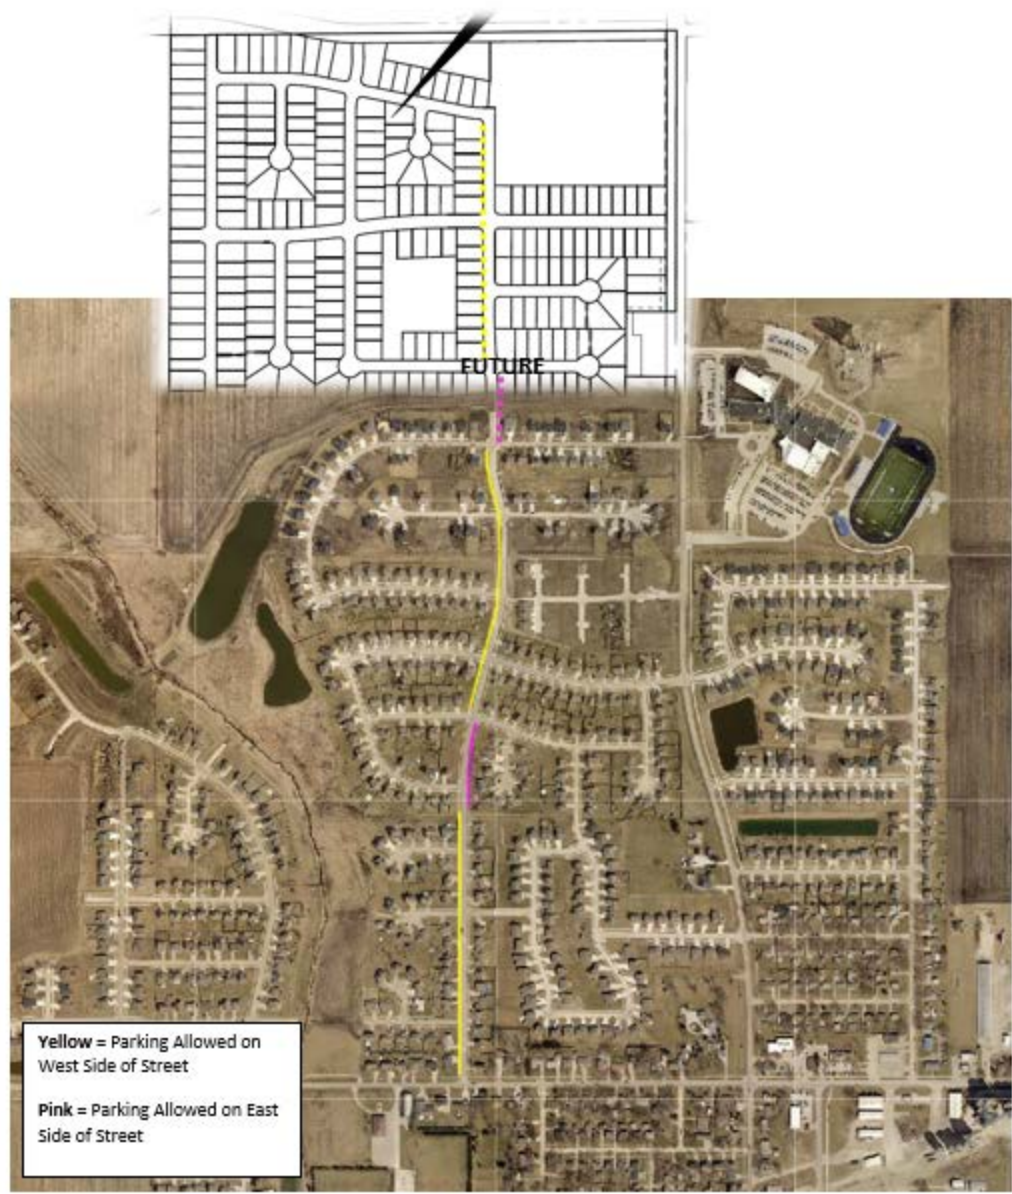 FUTURE
Yellow = Parking Allowed on
West Side of Street
Pink = Parking Allowed on East
Side of Street